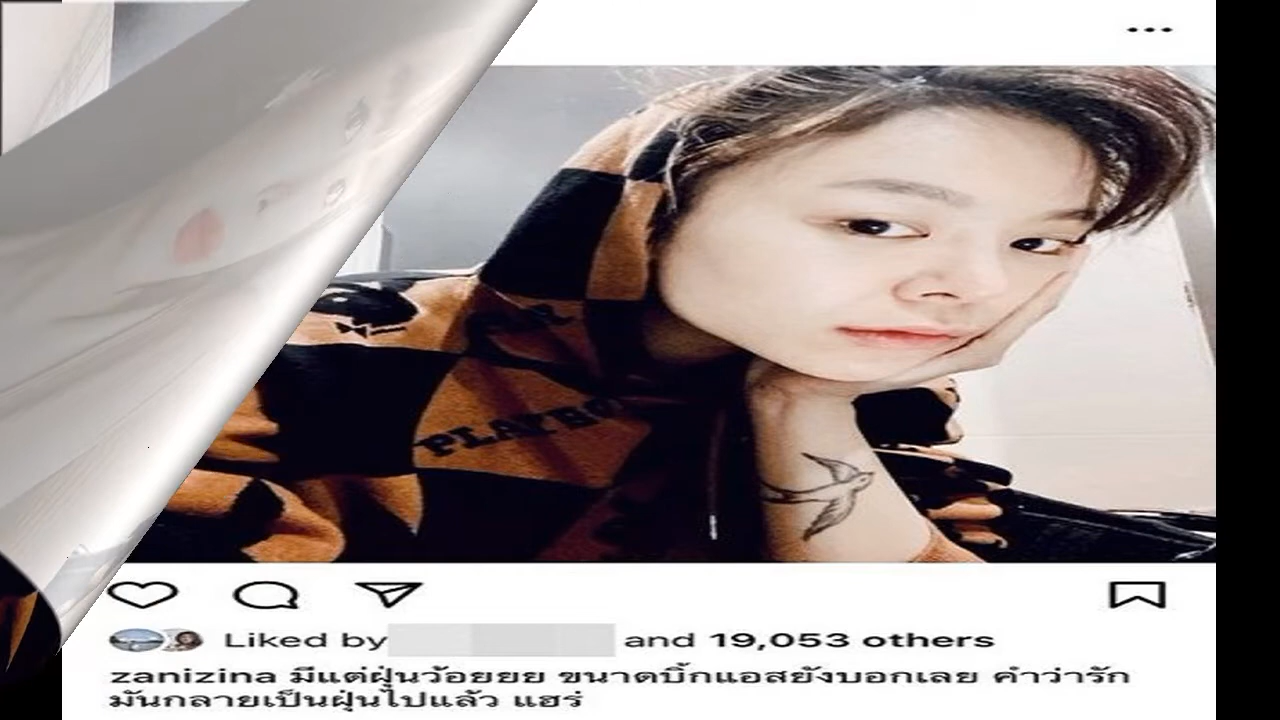 PLAYBO
Liked by and 19,053 others
zanizina มีแต่ฝุ่นว้อยยยย ขนาดบิ้กแอสยังบอกเลย คำว่ารัก
มันกลายเป็นฝุ่นไปแล้ว แฮร่